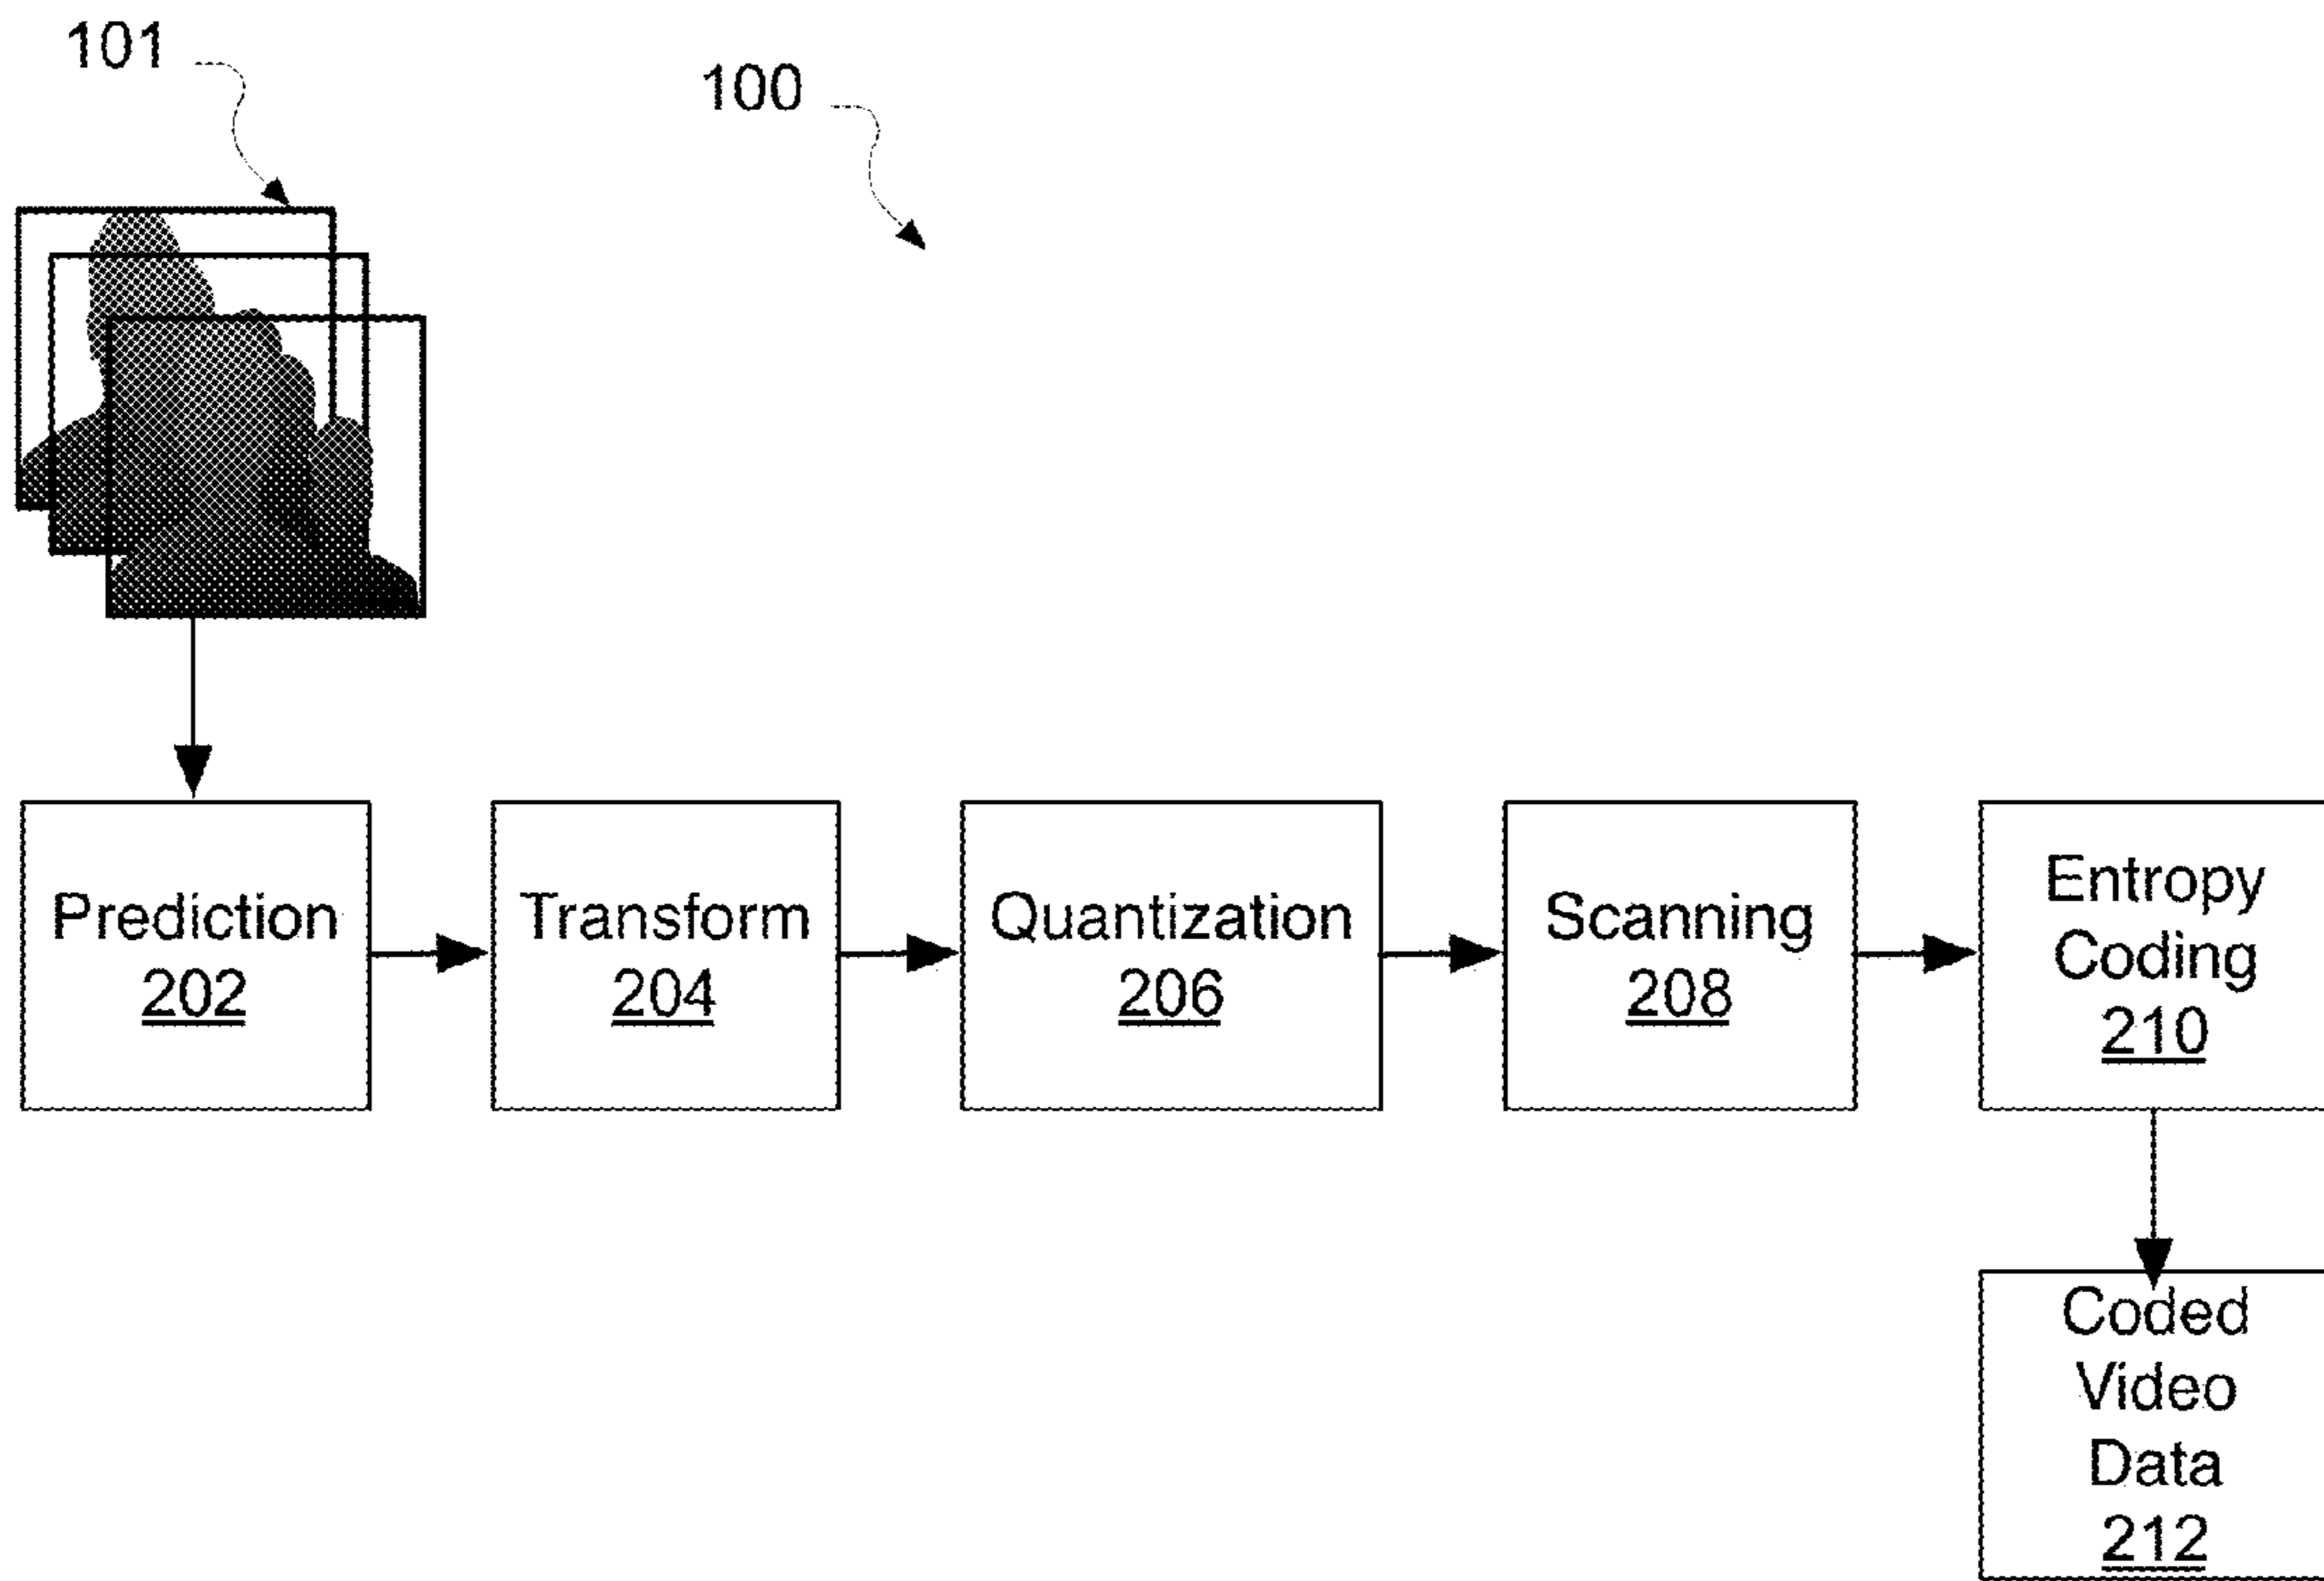 101
100
Prediction
202
Transform
204
Quantization
206
Scanning
208
Entropy
Coding
210
Coded
Video
Data
212